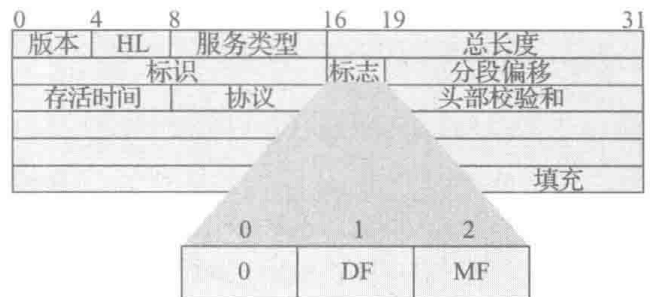 0 4 8 16 19 31
版本 HL 服务类型 总长度
标识 标志 分段偏移
存活时间 协议 头部校验和
填充
0 1 2
0 DF MF